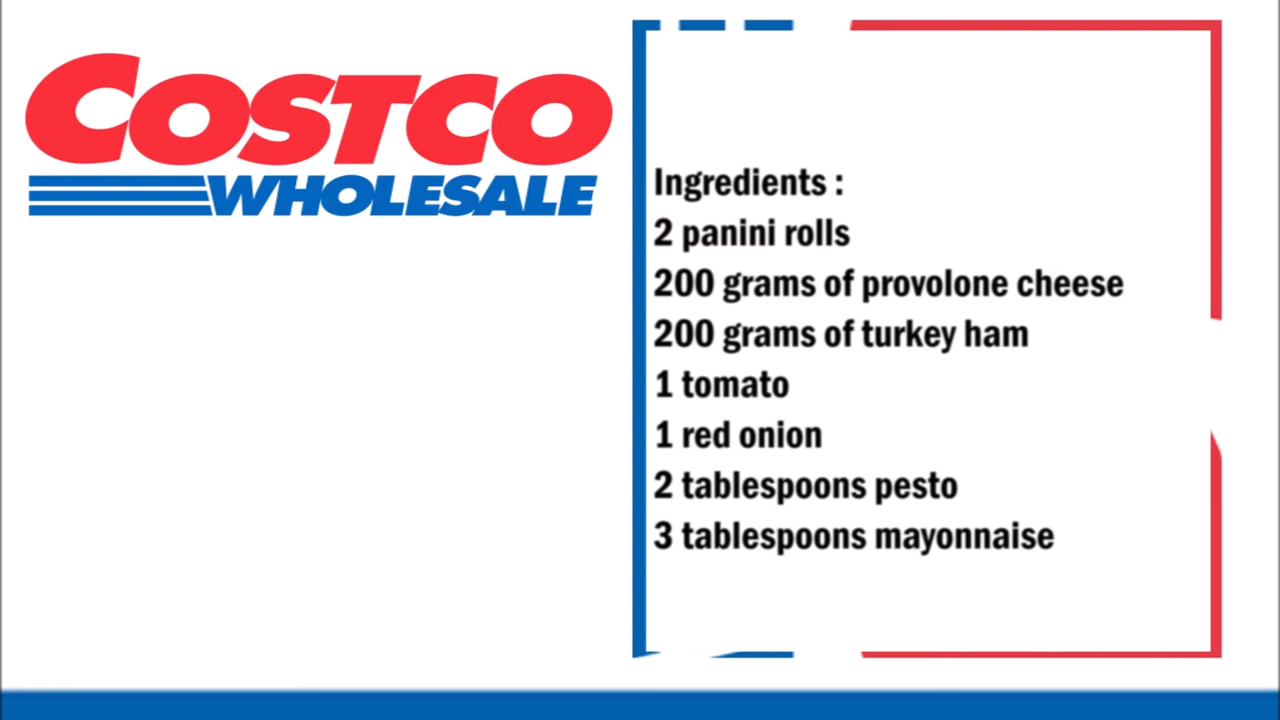 COSTCO
WHOLESALE
Ingredients :
2 panini rolls
200 grams of provolone cheese
200 grams of turkey ham
1 tomato
1 red onion
2 tablespoons pesto
3 tablespoons mayonnaise